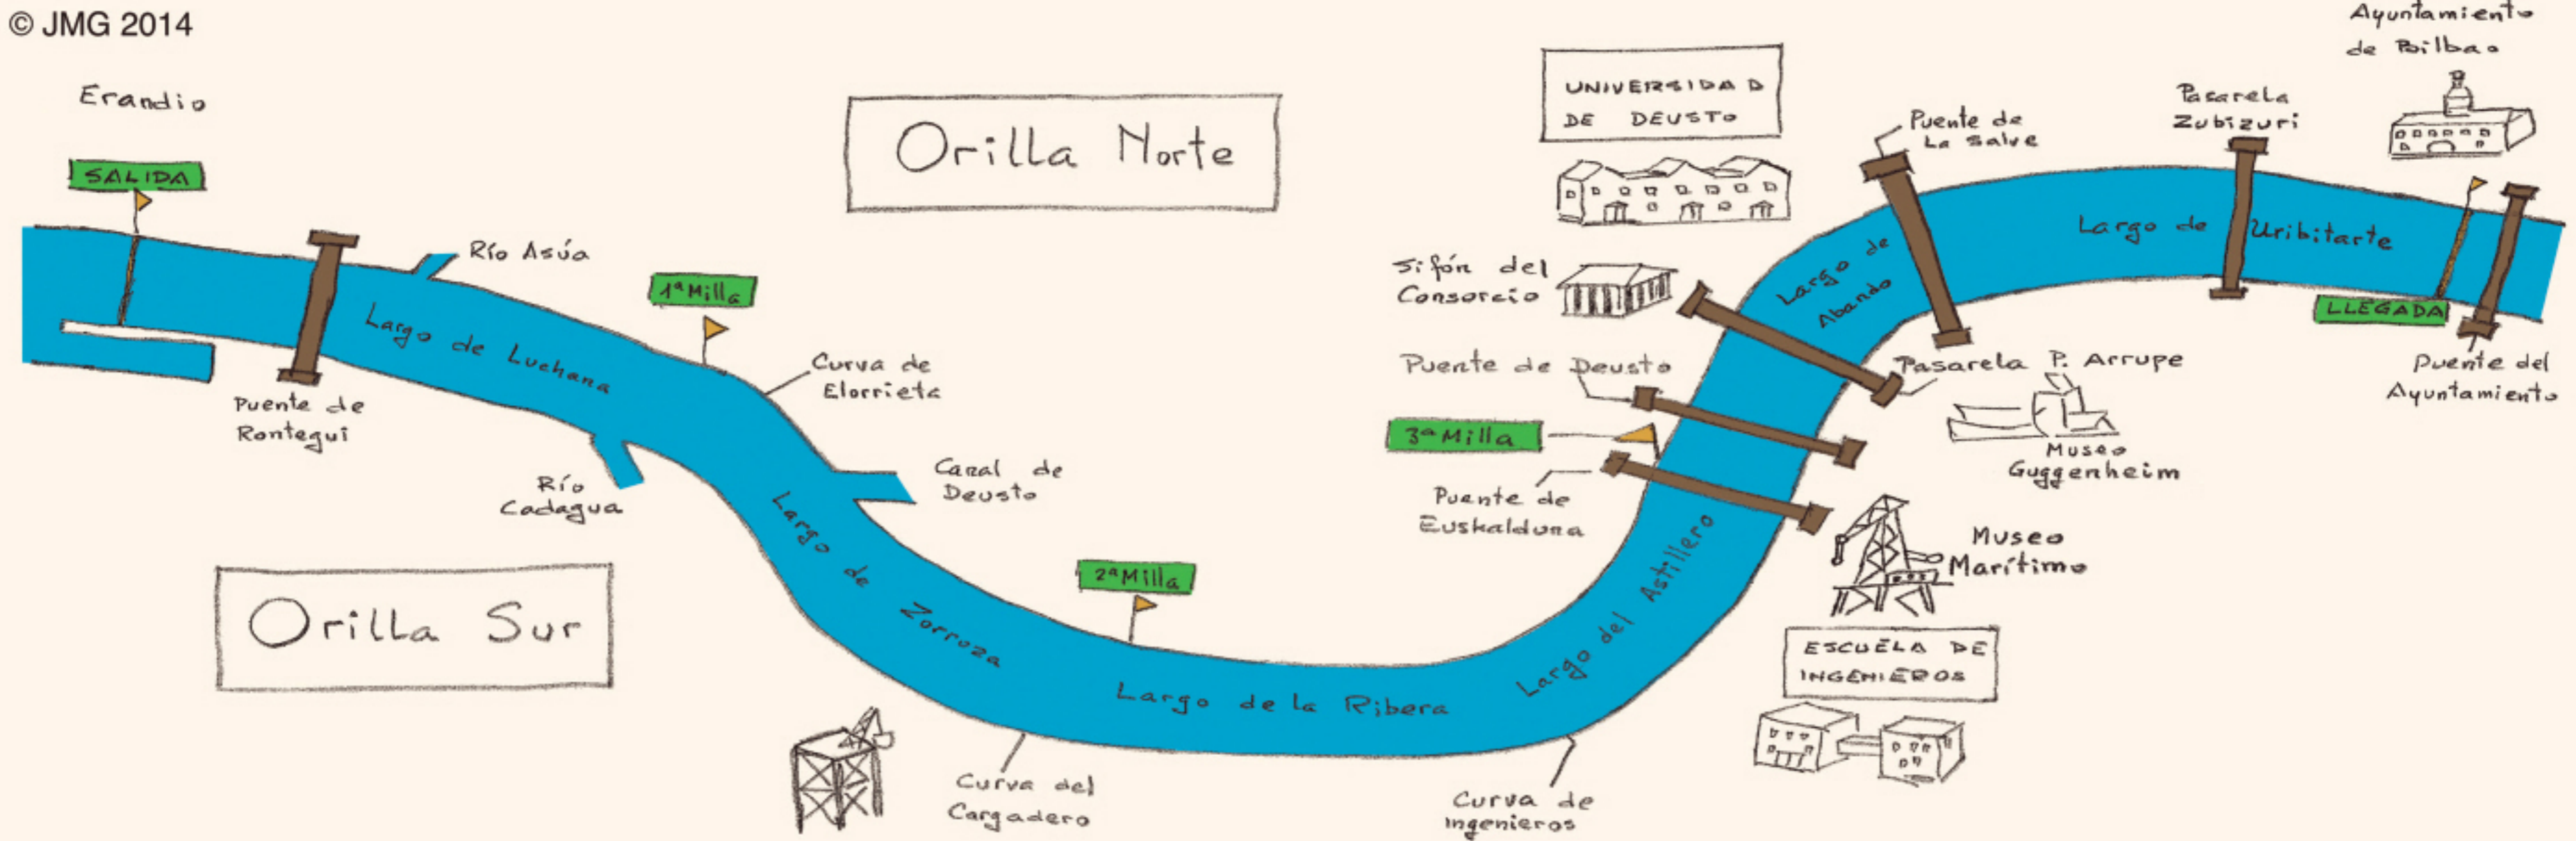 © JMG 2014
Erandio
SALIDA
Orilla Norte
Río Asúa
1ª Milla
Largo de Luchana
Puente de
Rontegui
Curva de
Elorrieta
Río
Cadagua
Canal de
Deusto
Orilla Sur
Largo de Zorroza
2ª Milla
Curva del
Cargadero
Largo de la Ribera
Curva de
Ingenieros
Largo del Astillero
ESCUELA DE
INGENIEROS
Museo
Marítimo
Puente de
Euskalduna
3ª Milla
Puente de Deusto
Sifón del
Consorcio
UNIVERSIDAD
DE DEUSTO
Pasarela P. Arrupe
Museo
Guggenheim
Largo de
Abando
Puente de
La Salve
Largo de Uribitarte
Pasarela
Zubizuri
Ayuntamiento
de Bilbao
LLEGADA
Puente del
Ayuntamiento